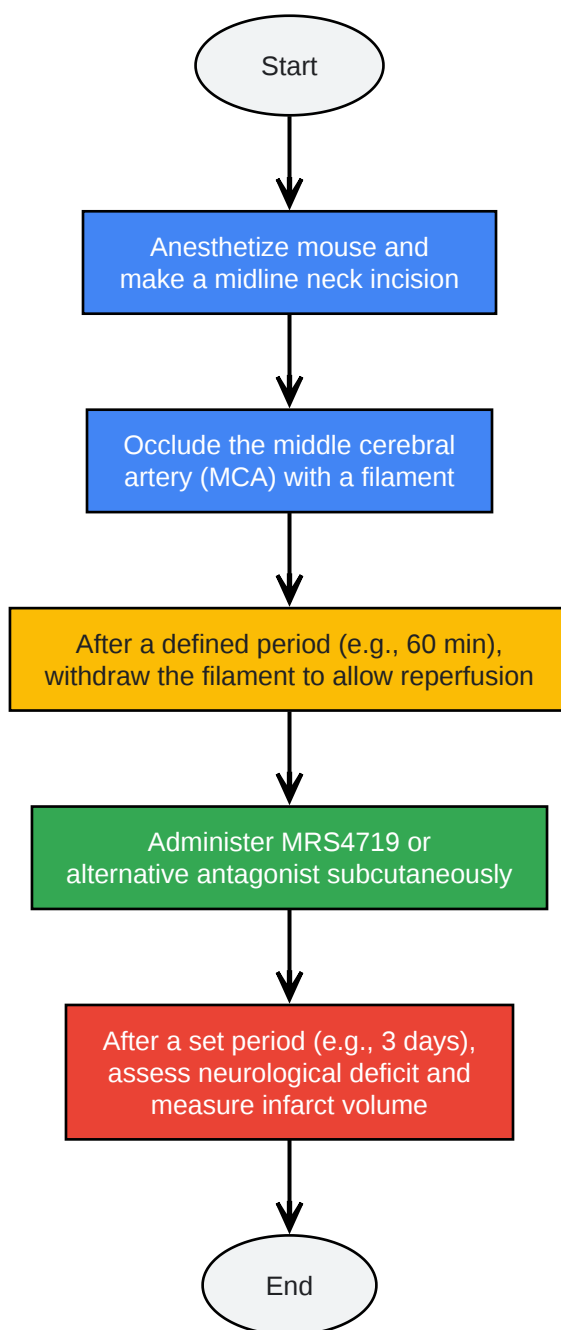 Start
Anesthetize mouse and
make a midline neck incision
Occlude the middle cerebral
artery (MCA) with a filament
After a defined period (e.g., 60 min),
withdraw the filament to allow reperfusion
Administer MRS4719 or
alternative antagonist subcutaneously
After a set period (e.g., 3 days),
assess neurological deficit and
measure infarct volume
End